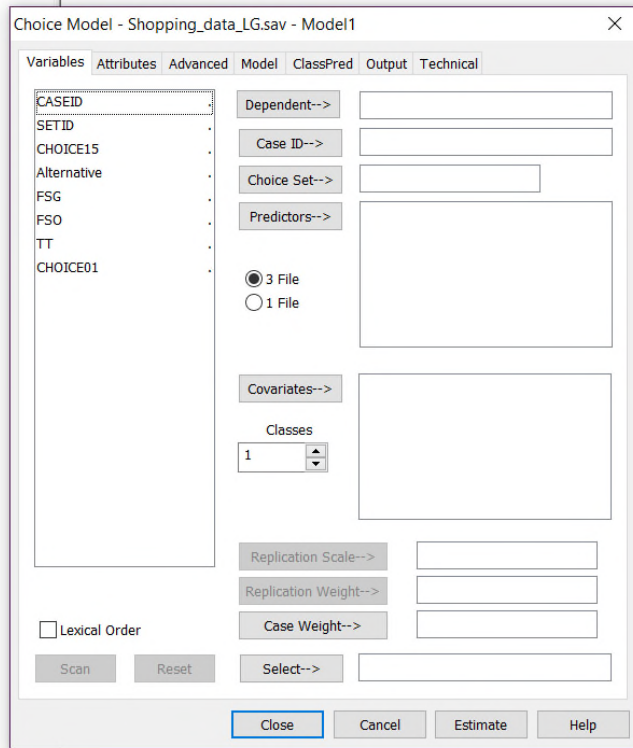 Choice Model - Shopping_data_LG.sav - Model1
Variables Attributes Advanced Model ClassPred Output Technical
CASEID .
SETID .
CHOICE15 .
Alternative .
FSG .
FSO .
TT .
CHOICE01 .
Dependent-->
Case ID-->
Choice Set-->
Predictors-->
3 File
1 File
Covariates-->
Classes
1
Replication Scale-->
Replication Weight-->
Case Weight-->
Lexical Order
Scan Reset Select-->
Close Cancel Estimate Help